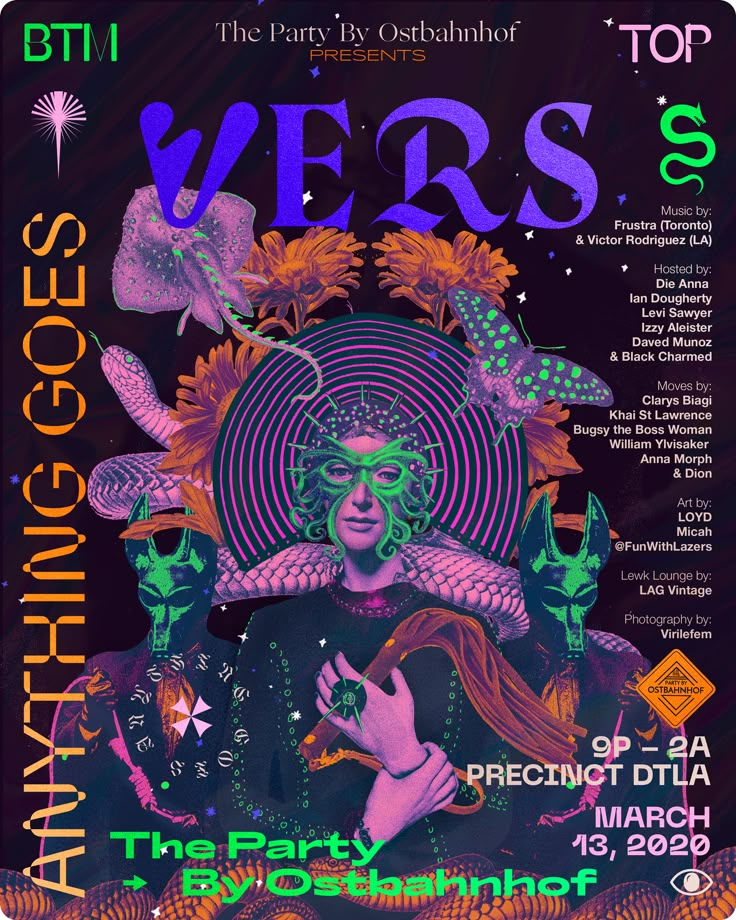 BTM
The Party By Ostbahnhof
PRESENTS
TOP
VERS
ANYTHING GOES
Music by:
Frustra (Toronto)
& Victor Rodriguez (LA)
Hosted by:
Die Anna
Ian Dougherty
Levi Sawyer
Izzy Aleister
Daved Munoz
& Black Charmed
Moves by:
Clarys Biagi
Khai St Lawrence
Bugsy the Boss Woman
William Ylvisaker
Anna Morph
& Dion
Art by:
LOYD
Micah
@FunWithLazers
Lewk Lounge by:
LAG Vintage
Photography by:
Virilefem
PARTY BY
OSTBAHNHOF
9P – 2A
PRECINCT DTLA
MARCH
13, 2020
The Party
→ By Ostbahnhof